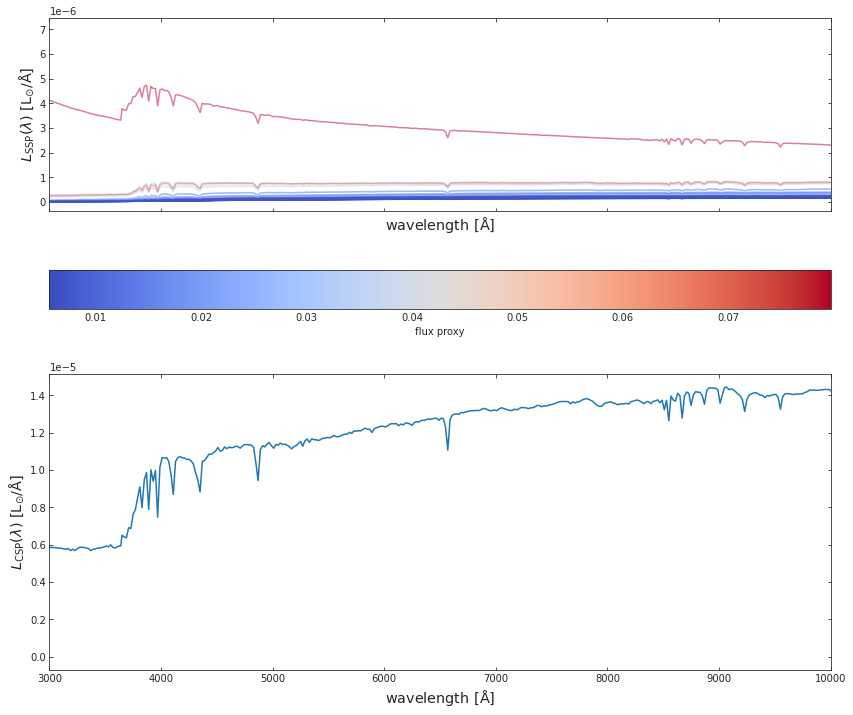 1e−6
7
6
5
4
3
2
1
0
L_SSP(λ) [L⊙/Å]
wavelength [Å]
0.01 0.02 0.03 0.04 0.05 0.06 0.07
flux proxy
1e−5
1.4
1.2
1.0
0.8
0.6
0.4
0.2
0.0
L_CSP(λ) [L⊙/Å]
3000 4000 5000 6000 7000 8000 9000 10000
wavelength [Å]